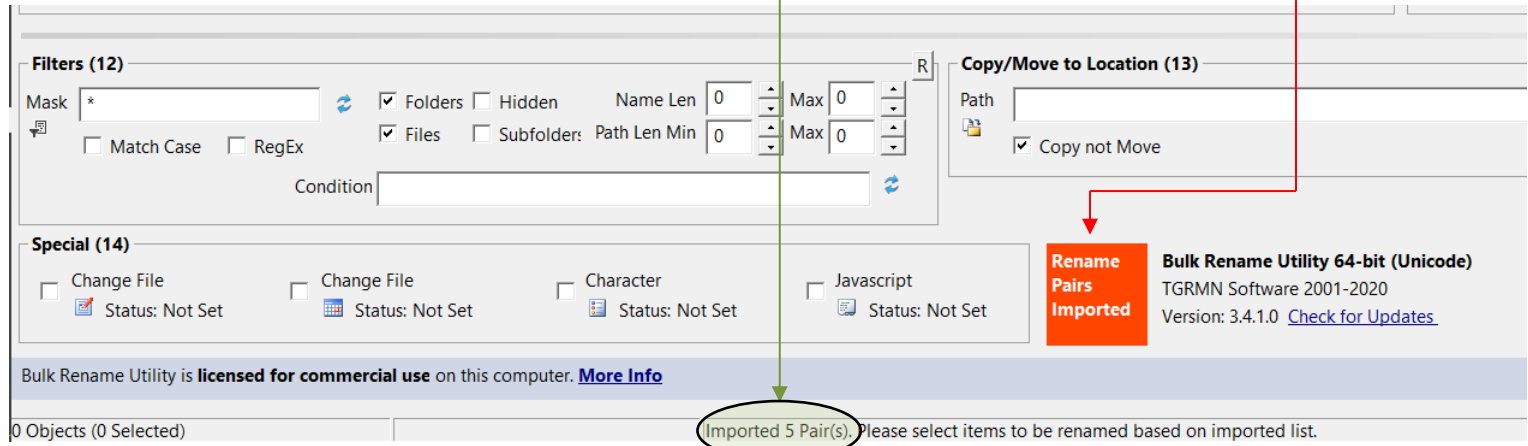 Filters (12)
R
Mask *
Folders Hidden Name Len 0 Max 0
Files Subfolders Path Len Min 0 Max 0
Match Case RegEx
Condition
Copy/Move to Location (13)
Path
Copy not Move
Special (14)
Change File
Status: Not Set
Change File
Status: Not Set
Character
Status: Not Set
Javascript
Status: Not Set
Rename
Pairs
Imported
Bulk Rename Utility 64-bit (Unicode)
TGRMN Software 2001-2020
Version: 3.4.1.0 Check for Updates
Bulk Rename Utility is licensed for commercial use on this computer. More Info
0 Objects (0 Selected)
Imported 5 Pair(s). Please select items to be renamed based on imported list.